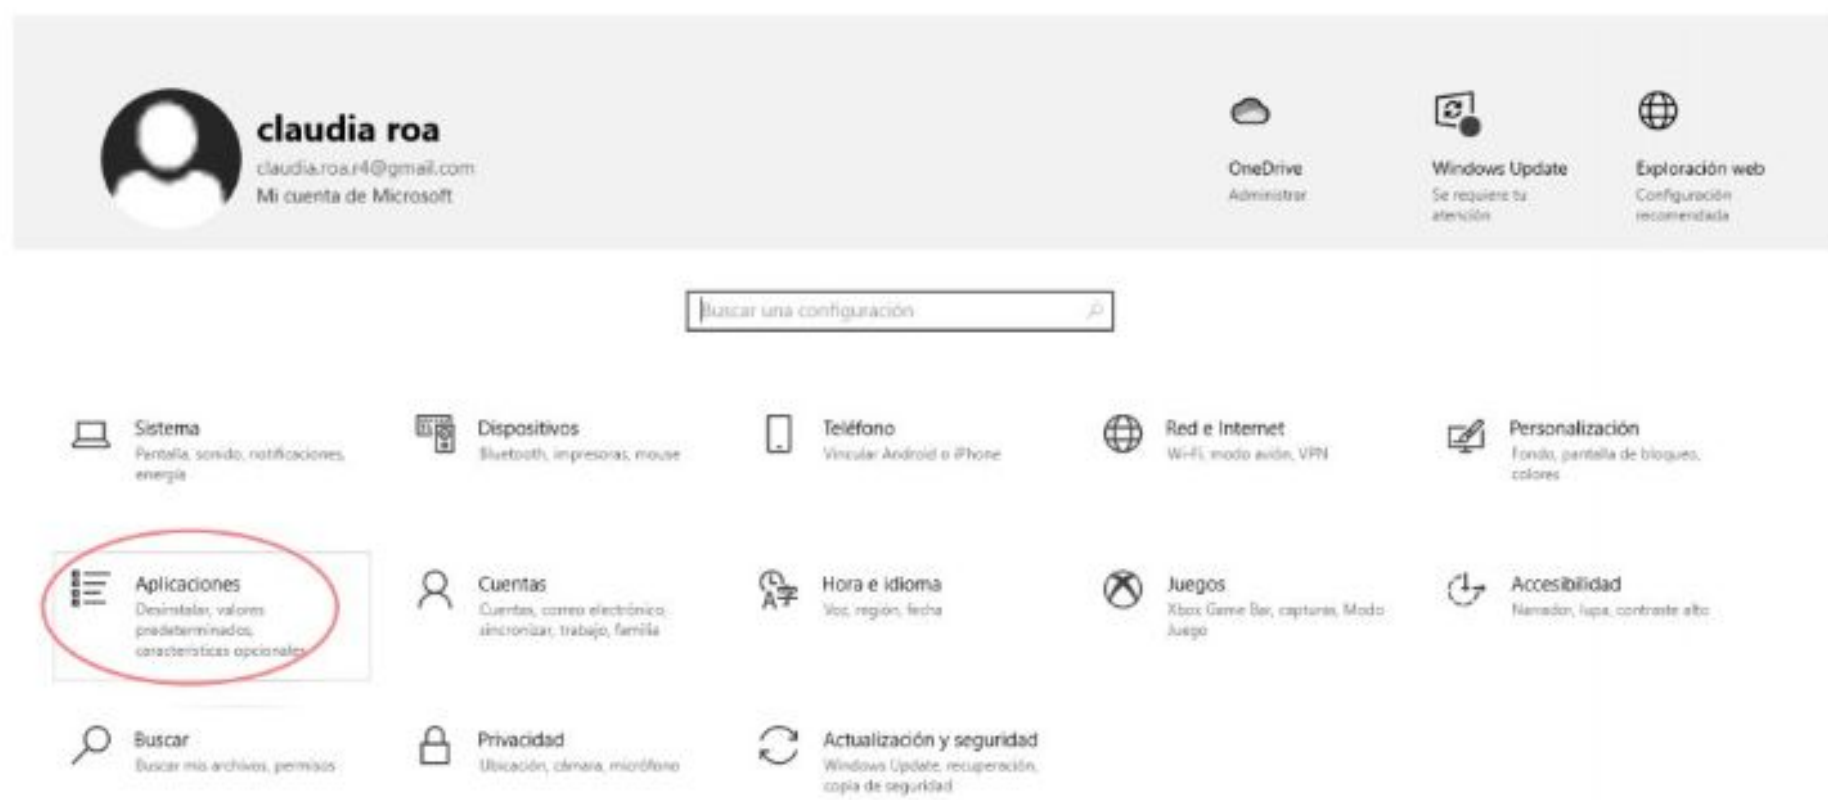 claudia roa
claudia.roa.r4@gmail.com
Mi cuenta de Microsoft
OneDrive
Administrar
Windows Update
Se requiere tu
atención
Exploración web
Configuración
recomendada
Buscar una configuración
Sistema
Pantalla, sonido, notificaciones,
energía
Dispositivos
Bluetooth, impresoras, mouse
Teléfono
Vincular Android o iPhone
Red e Internet
Wi-Fi, modo avión, VPN
Personalización
Fondo, pantalla de bloqueo,
colores
Aplicaciones
Desinstalar, valores
predeterminados,
características opcionales
Cuentas
Cuentas, correo electrónico,
sincronizar, trabajo, familia
Hora e idioma
Voz, región, fecha
Juegos
Xbox Game Bar, capturas, Modo
Juego
Accesibilidad
Narrador, lupa, contraste alto
Buscar
Buscar mis archivos, permisos
Privacidad
Ubicación, cámara, micrófono
Actualización y seguridad
Windows Update, recuperación,
copia de seguridad